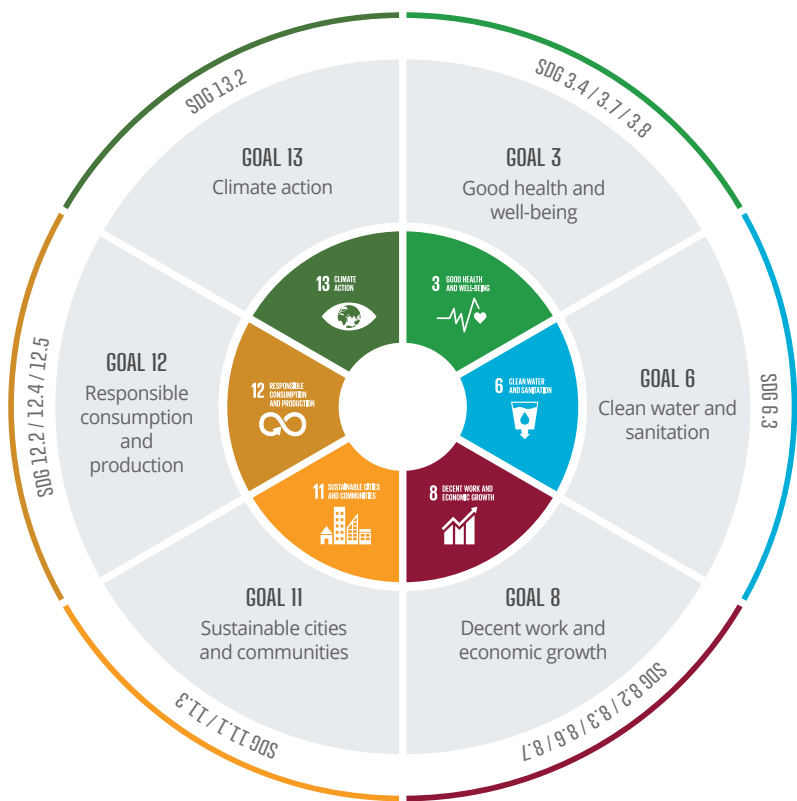 SDG 13.2
GOAL 13
Climate action
13 CLIMATE
ACTION
SDG 3.4 / 3.7 / 3.8
GOAL 3
Good health and
well-being
3 GOOD HEALTH
AND WELL-BEING
SDG 6.3
GOAL 6
Clean water and
sanitation
6 CLEAN WATER
AND SANITATION
SDG 8.2 / 8.3 / 8.6 / 8.7
GOAL 8
Decent work and
economic growth
8 DECENT WORK AND
ECONOMIC GROWTH
SDG 11.1 / 11.3
GOAL 11
Sustainable cities
and communities
11 SUSTAINABLE CITIES
AND COMMUNITIES
SDG 12.2 / 12.4 / 12.5
GOAL 12
Responsible
consumption
and
production
12 RESPONSIBLE
CONSUMPTION
AND PRODUCTION